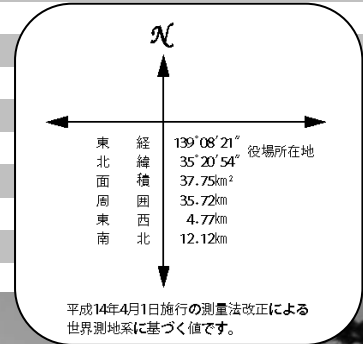 N
東 経 139°08′21″ 役場所在地
北 緯 35°20′54″
面 積 37.75km²
周 囲 35.72km
東 西 4.77km
南 北 12.12km
平成14年4月1日施行の測量法改正による
世界測地系に基づく値です。